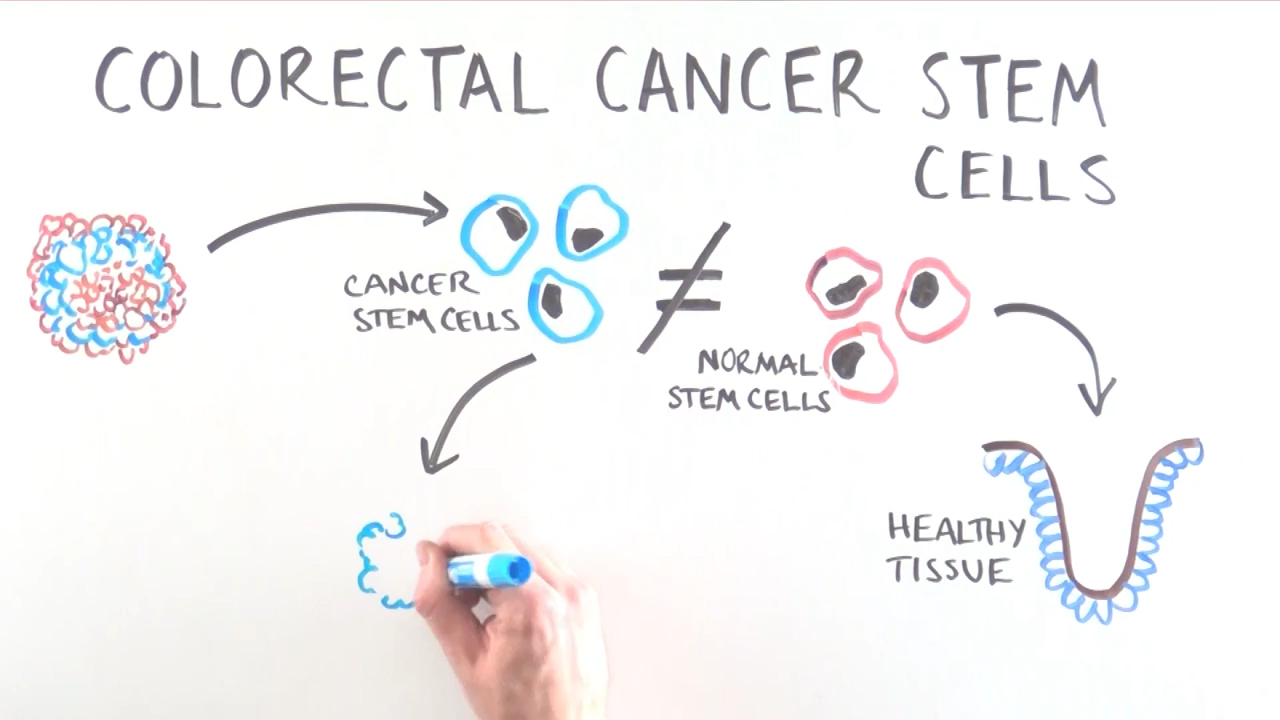 COLORECTAL CANCER STEM
CELLS
CANCER
STEM CELLS
NORMAL
STEM CELLS
HEALTHY
TISSUE